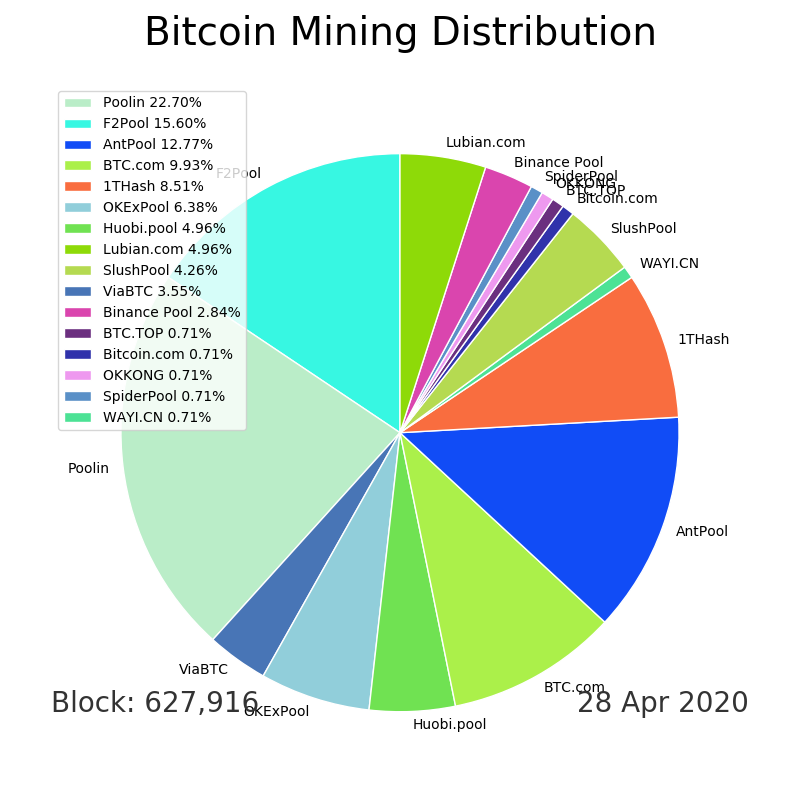 Bitcoin Mining Distribution
Poolin 22.70%
F2Pool 15.60%
AntPool 12.77%
BTC.com 9.93%
1THash 8.51%
OKExPool 6.38%
Huobi.pool 4.96%
Lubian.com 4.96%
SlushPool 4.26%
ViaBTC 3.55%
Binance Pool 2.84%
BTC.TOP 0.71%
Bitcoin.com 0.71%
OKKONG 0.71%
SpiderPool 0.71%
WAYI.CN 0.71%
Lubian.com
Binance Pool
SpiderPool
OKKONG
BTC.TOP
Bitcoin.com
SlushPool
WAYI.CN
1THash
AntPool
BTC.com
Huobi.pool
OKExPool
ViaBTC
Poolin
F2Pool
Block: 627,916
28 Apr 2020